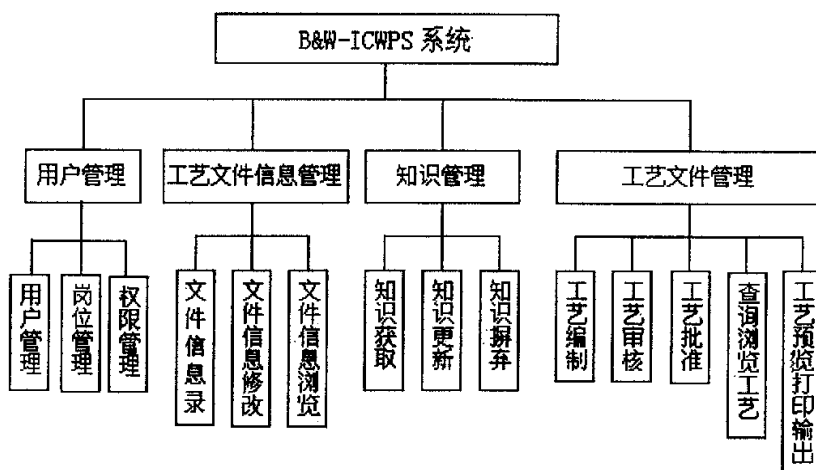 B&W-ICWPS 系统
用户管理
工艺文件信息管理
知识管理
工艺文件管理
用户管理
岗位管理
权限管理
文件信息录
文件信息修改
文件信息浏览
知识获取
知识更新
知识摒弃
工艺编制
工艺审核
工艺批准
查询浏览工艺
工艺预览打印输出